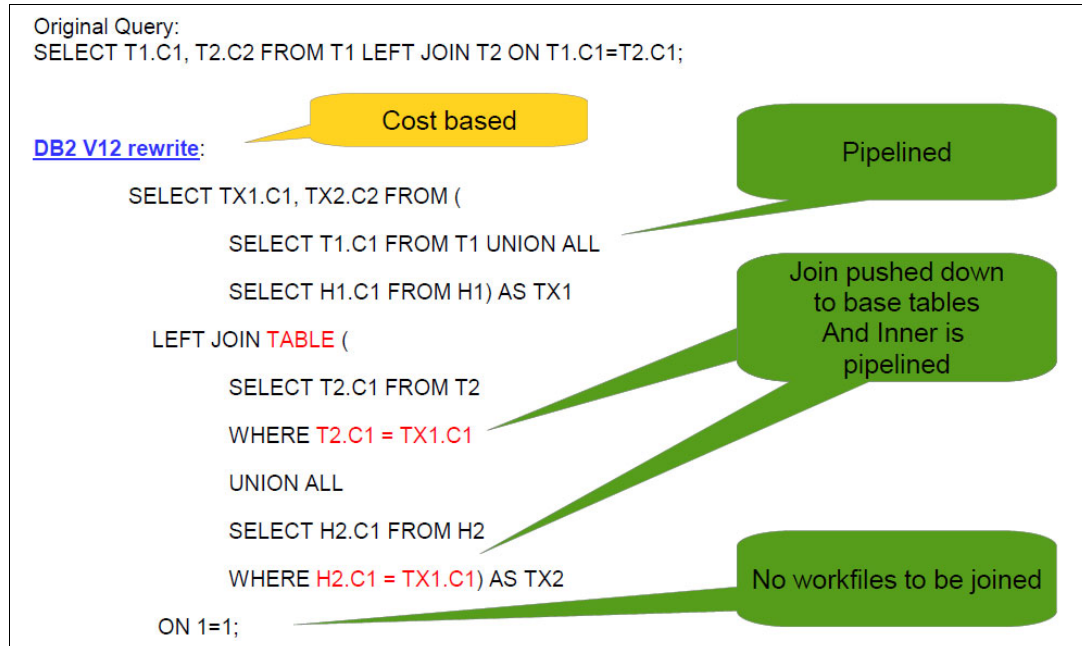 Original Query:
SELECT T1.C1, T2.C2 FROM T1 LEFT JOIN T2 ON T1.C1=T2.C1;
Cost based
DB2 V12 rewrite:
Pipelined
SELECT TX1.C1, TX2.C2 FROM (
SELECT T1.C1 FROM T1 UNION ALL
SELECT H1.C1 FROM H1) AS TX1
Join pushed down
to base tables
And Inner is
pipelined
LEFT JOIN TABLE (
SELECT T2.C1 FROM T2
WHERE T2.C1 = TX1.C1
UNION ALL
SELECT H2.C1 FROM H2
WHERE H2.C1 = TX1.C1) AS TX2
No workfiles to be joined
ON 1=1;